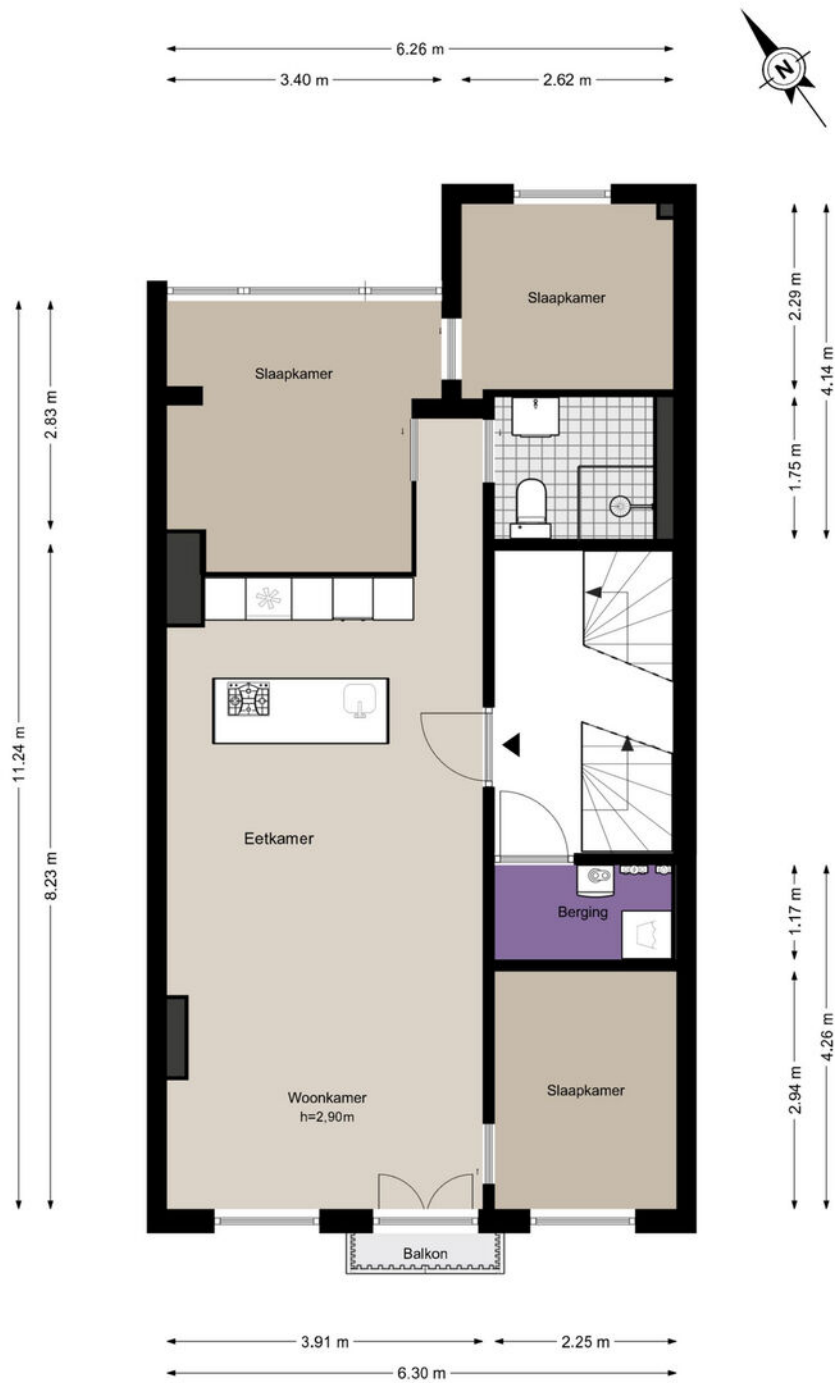 6.26 m
3.40 m
2.62 m
N
Slaapkamer
2.29 m
4.14 m
Slaapkamer
2.83 m
1.75 m
11.24 m
8.23 m
Eetkamer
Berging
1.17 m
4.26 m
Slaapkamer
2.94 m
Woonkamer
h=2,90m
Balkon
3.91 m
2.25 m
6.30 m